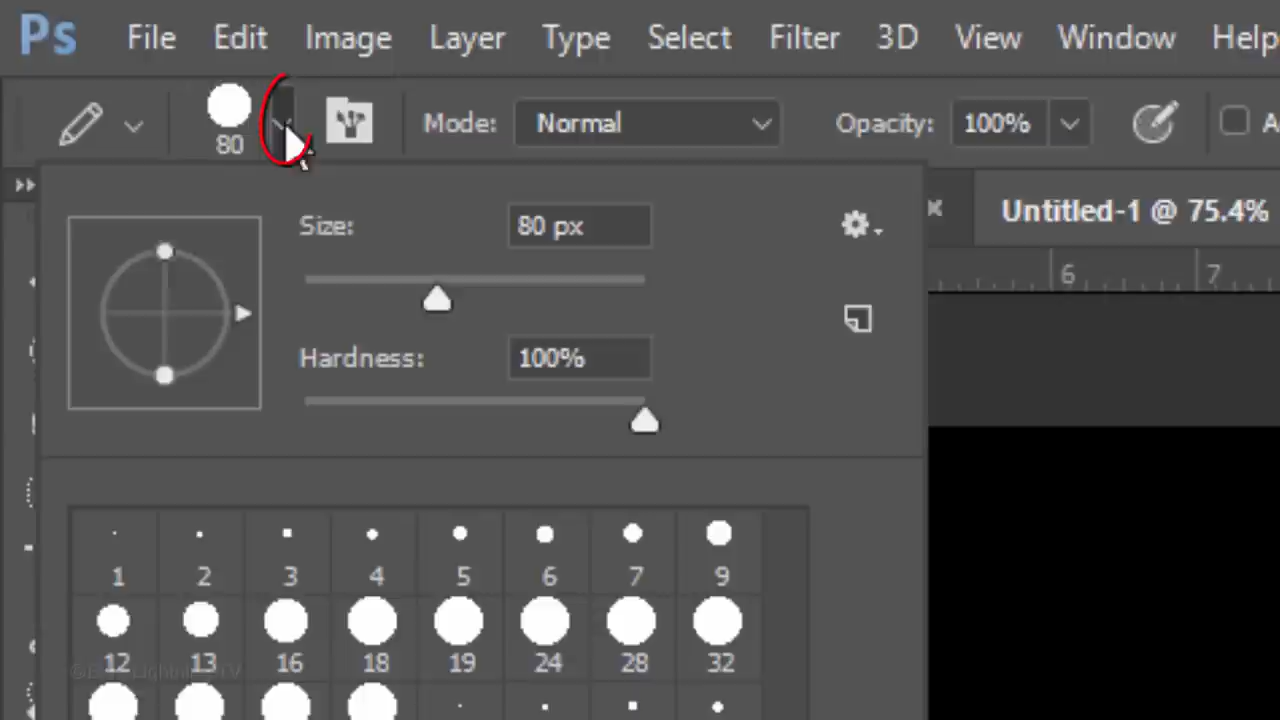 Ps File Edit Image Layer Type Select Filter 3D View Window Help
80 Mode: Normal Opacity: 100%
Untitled-1 @ 75.4%
Size: 80 px
6 7
Hardness: 100%
1 2 3 4 5 6 7 9
12 13 16 18 19 24 28 32